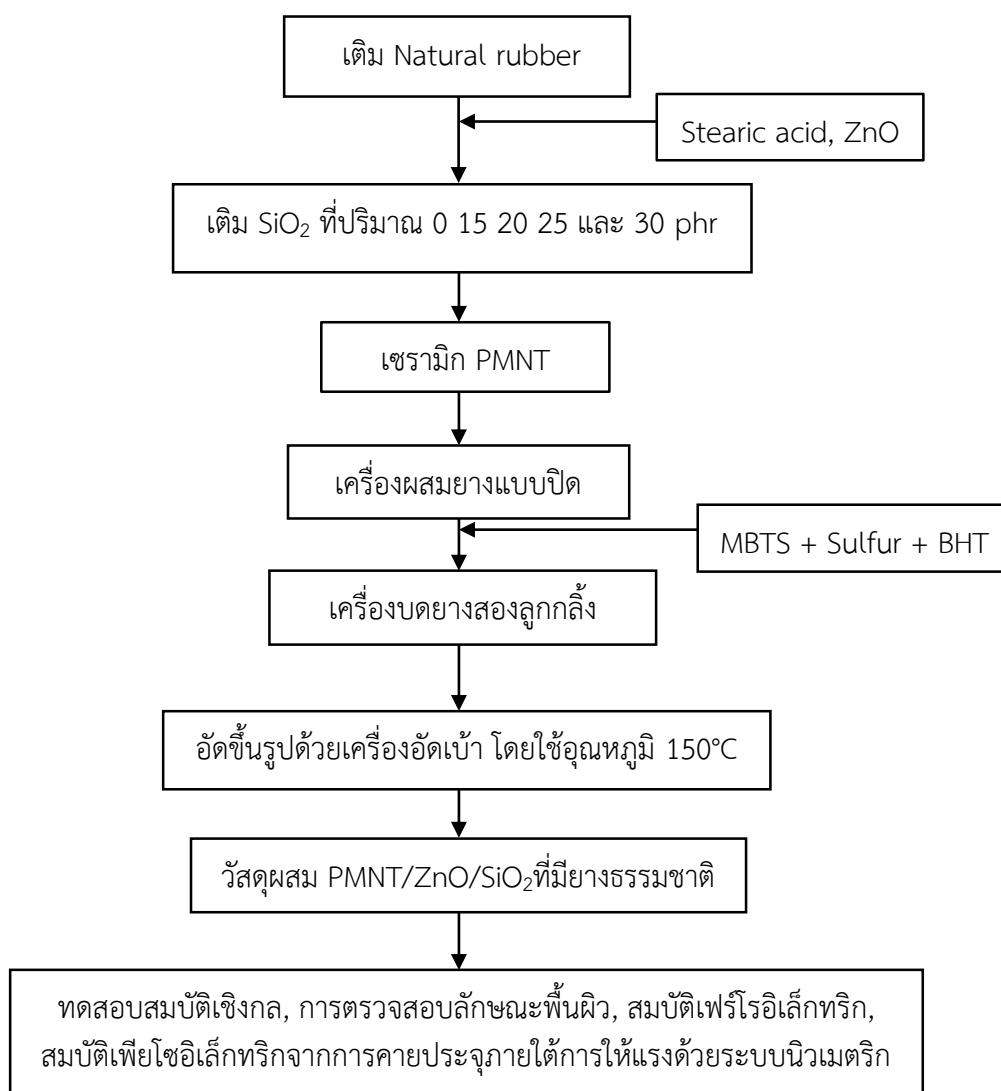 เติม Natural rubber
Stearic acid, ZnO
เติม SiO₂ ที่ปริมาณ 0 15 20 25 และ 30 phr
เซรามิก PMNT
เครื่องผสมยางแบบปิด
MBTS + Sulfur + BHT
เครื่องบดยางสองลูกกลิ้ง
อัดขึ้นรูปด้วยเครื่องอัดเบ้า โดยใช้อุณหภูมิ 150°C
วัสดุผสม PMNT/ZnO/SiO₂ที่มียางธรรมชาติ
ทดสอบสมบัติเชิงกล, การตรวจสอบลักษณะพื้นผิว, สมบัติเฟร์โรอิเล็กทริก,
สมบัติเพียโซอิเล็กทริกจากการคายประจุภายใต้การให้แรงด้วยระบบนิวเมตริก